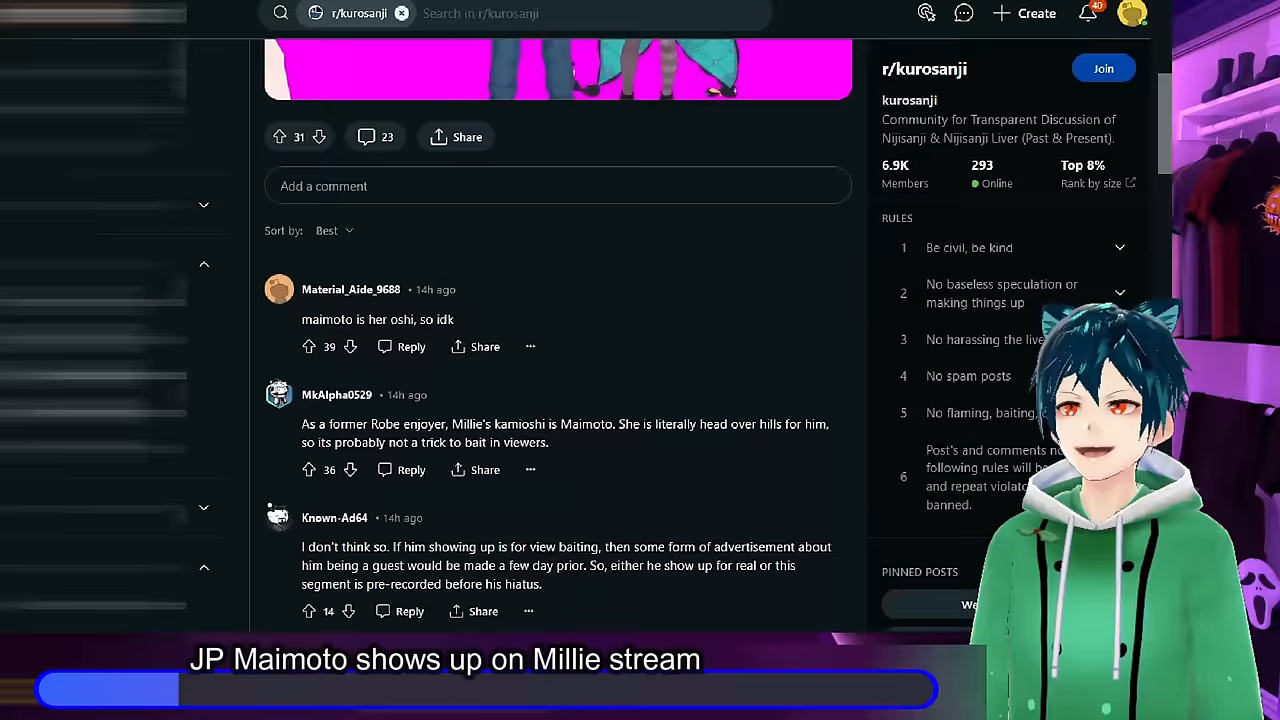 r/kurosanji
Search in r/kurosanji
Create
40
31
23
Share
Add a comment
Sort by: Best
Material_Aide_9688 • 14h ago
maimoto is her oshi, so idk
39 Reply Share ...
MkAlpha0529 • 14h ago
As a former Robe enjoyer, Millie's kamioshi is Maimoto. She is literally head over hills for him,
so its probably not a trick to bait in viewers.
36 Reply Share ...
Known-Ad64 • 14h ago
I don't think so. If him showing up is for view baiting, then some form of advertisement about
him being a guest would be made a few day prior. So, either he show up for real or this
segment is pre-recorded before his hiatus.
14 Reply Share ...
r/kurosanji
Join
kurosanji
Community for Transparent Discussion of
Nijisanji & Nijisanji Liver (Past & Present).
6.9K 293 Top 8%
Members Online Rank by size
RULES
1 Be civil, be kind
2 No baseless speculation or
making things up
3 No harassing the
4 No spam posts
5 No flaming, baiting,
6 Post's and comments
following rules will
and repeat
banned.
PINNED POSTS
JP Maimoto shows up on Millie stream